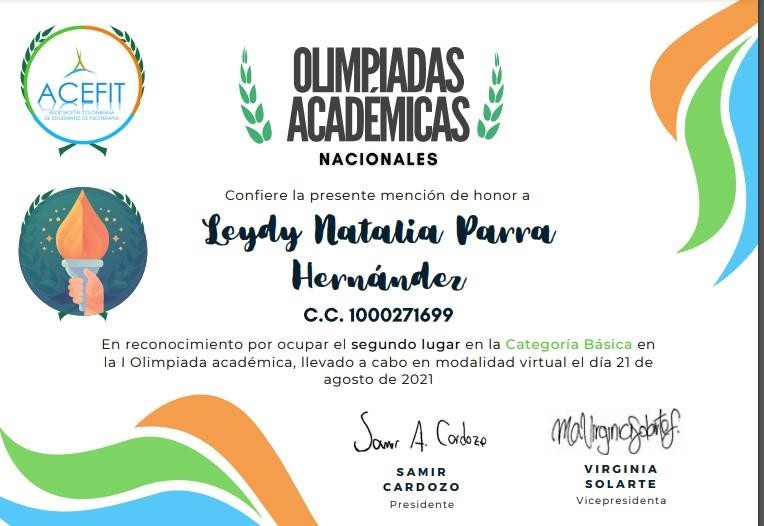 ACEFIT
ASOCIACIÓN COLOMBIANA
DE ESTUDIANTES DE FISIOTERAPIA
OLIMPIADAS
ACADÉMICAS
NACIONALES
Confiere la presente mención de honor a
Leydy Natalia Parra
Hernández
C.C. 1000271699
En reconocimiento por ocupar el segundo lugar en la Categoría Básica en
la I Olimpiada académica, llevado a cabo en modalidad virtual el día 21 de
agosto de 2021
Samir A. Cardozo
SAMIR
CARDOZO
Presidente
VIRGINIA
SOLARTE
Vicepresidenta